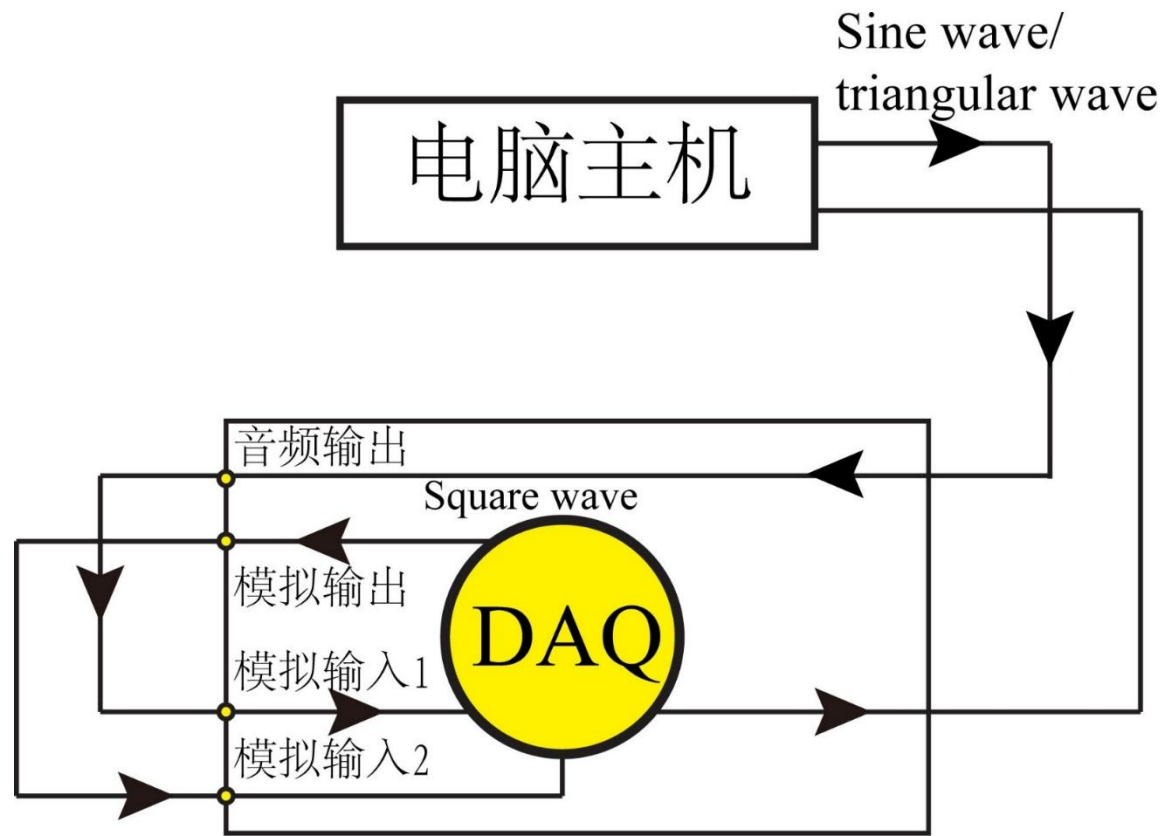 Sine wave/
triangular wave
电脑主机
音频输出
Square wave
模拟输出
DAQ
模拟输入1
模拟输入2